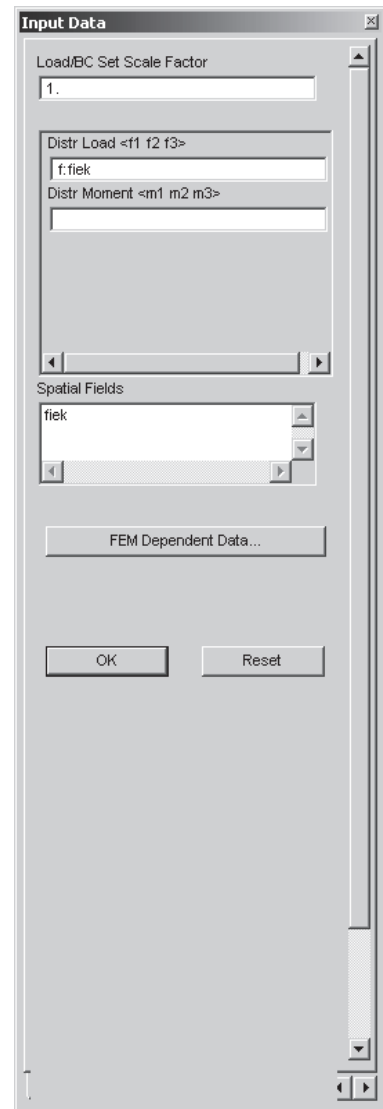 Input Data
Load/BC Set Scale Factor
1.
Distr Load <f1 f2 f3>
f:fiek
Distr Moment <m1 m2 m3>
Spatial Fields
fiek
FEM Dependent Data...
OK
Reset